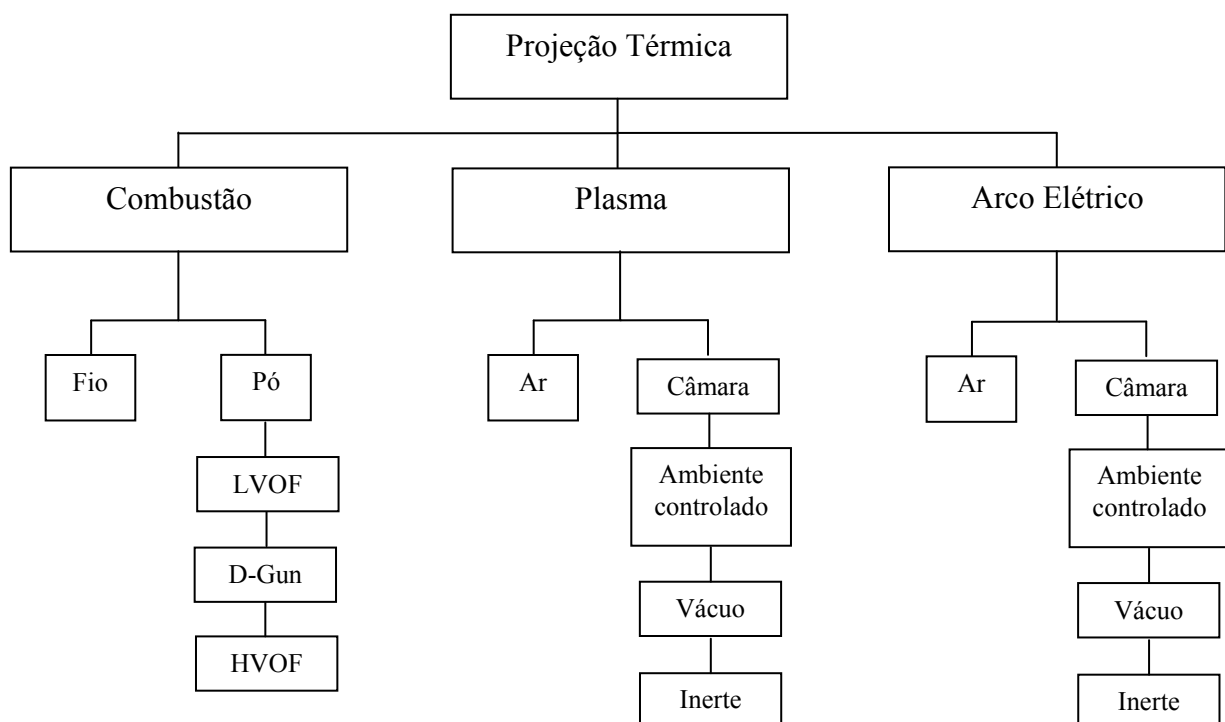 Projeção Térmica
Combustão
Plasma
Arco Elétrico
Fio
Pó
Ar
Câmara
Ar
Câmara
LVOF
Ambiente
controlado
Ambiente
controlado
D-Gun
Vácuo
Vácuo
HVOF
Inerte
Inerte